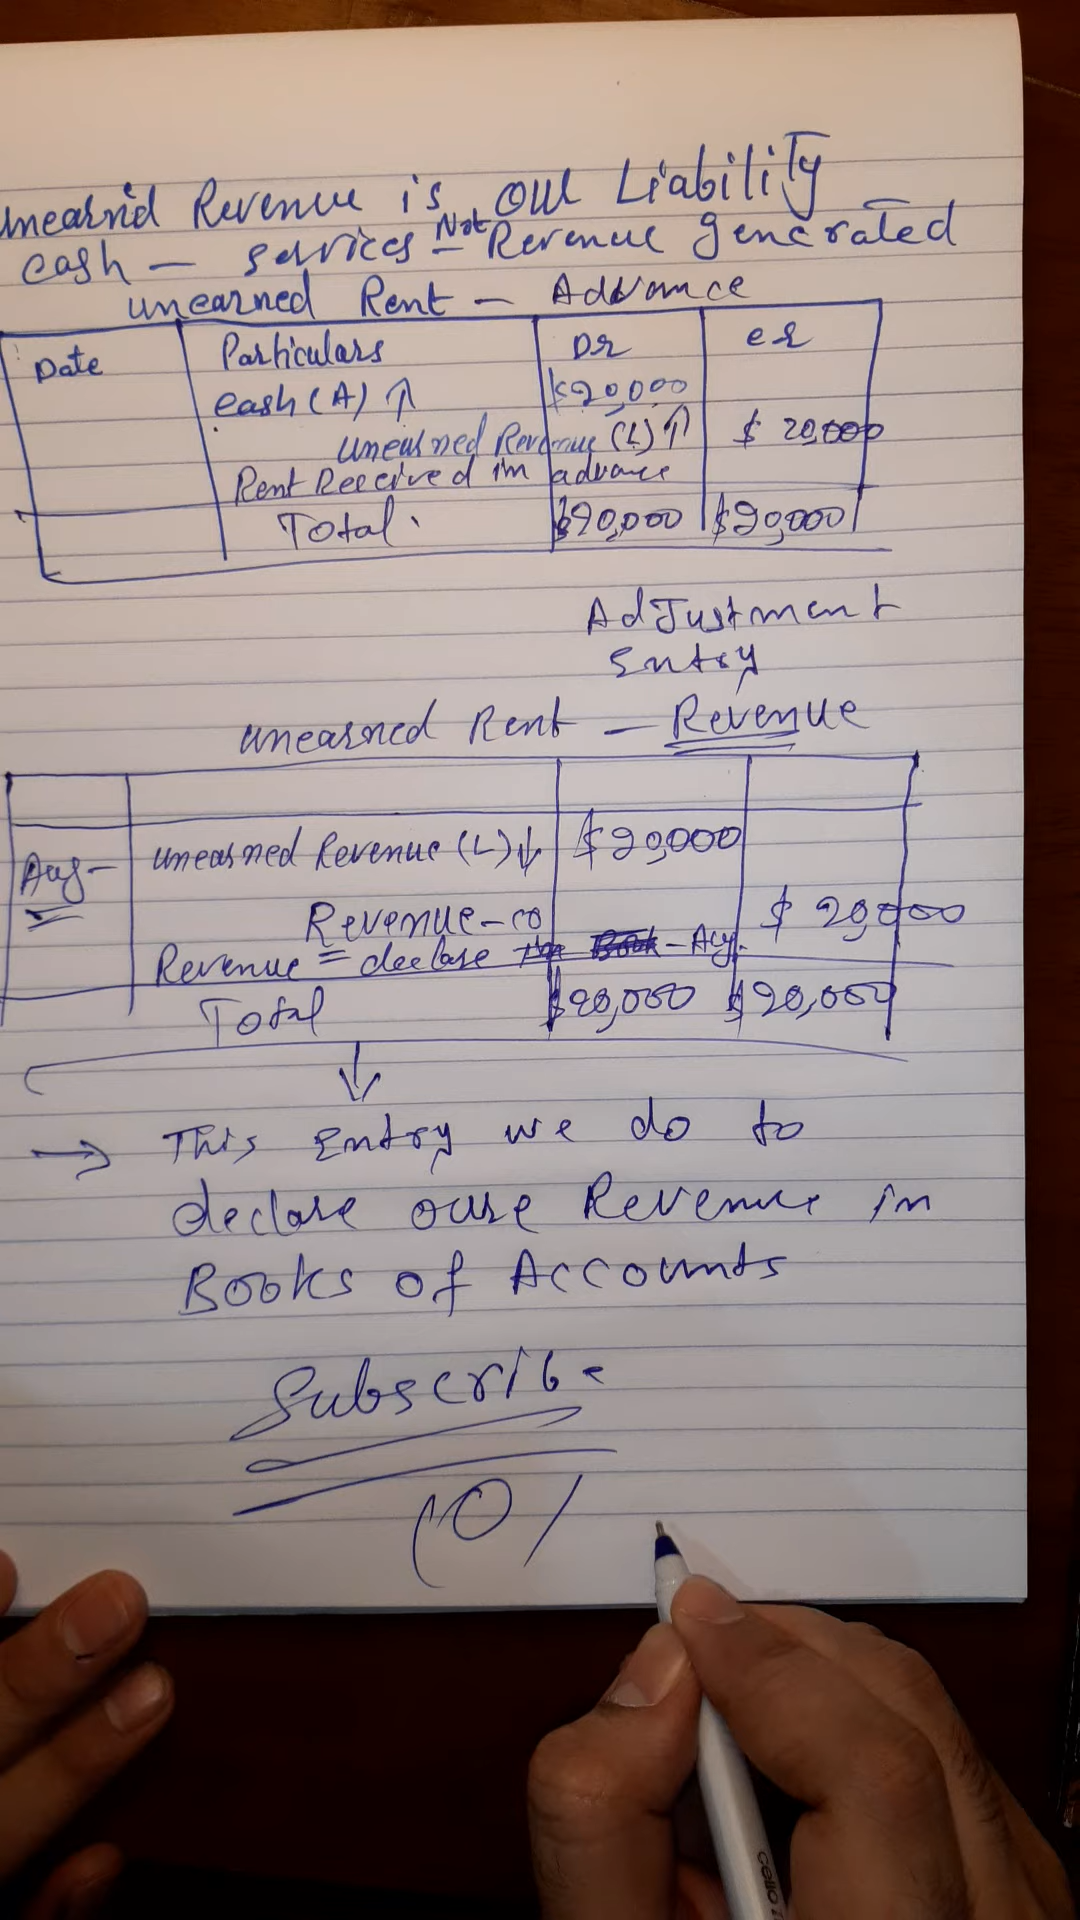 unearned Revenue is our Liability
cash - services - Not Revenue generated
unearned Rent - Advance
Date Particulars Dr cr
cash (A) ↑ $20,000
unearned Revenue (L) ↑ $ 20,000
Rent Received in advance
Total. $20,000 $20,000
AdJustment
Entry
unearned Rent - Revenue
Aug- unearned Revenue (L) ↓ $20,000
Revenue-co $ 20,000
Revenue = declare - Aug.
Total $20,000 $20,000
→ This Entry we do to
declare oure Revenue in
Books of Accounts
Subscribe
cello